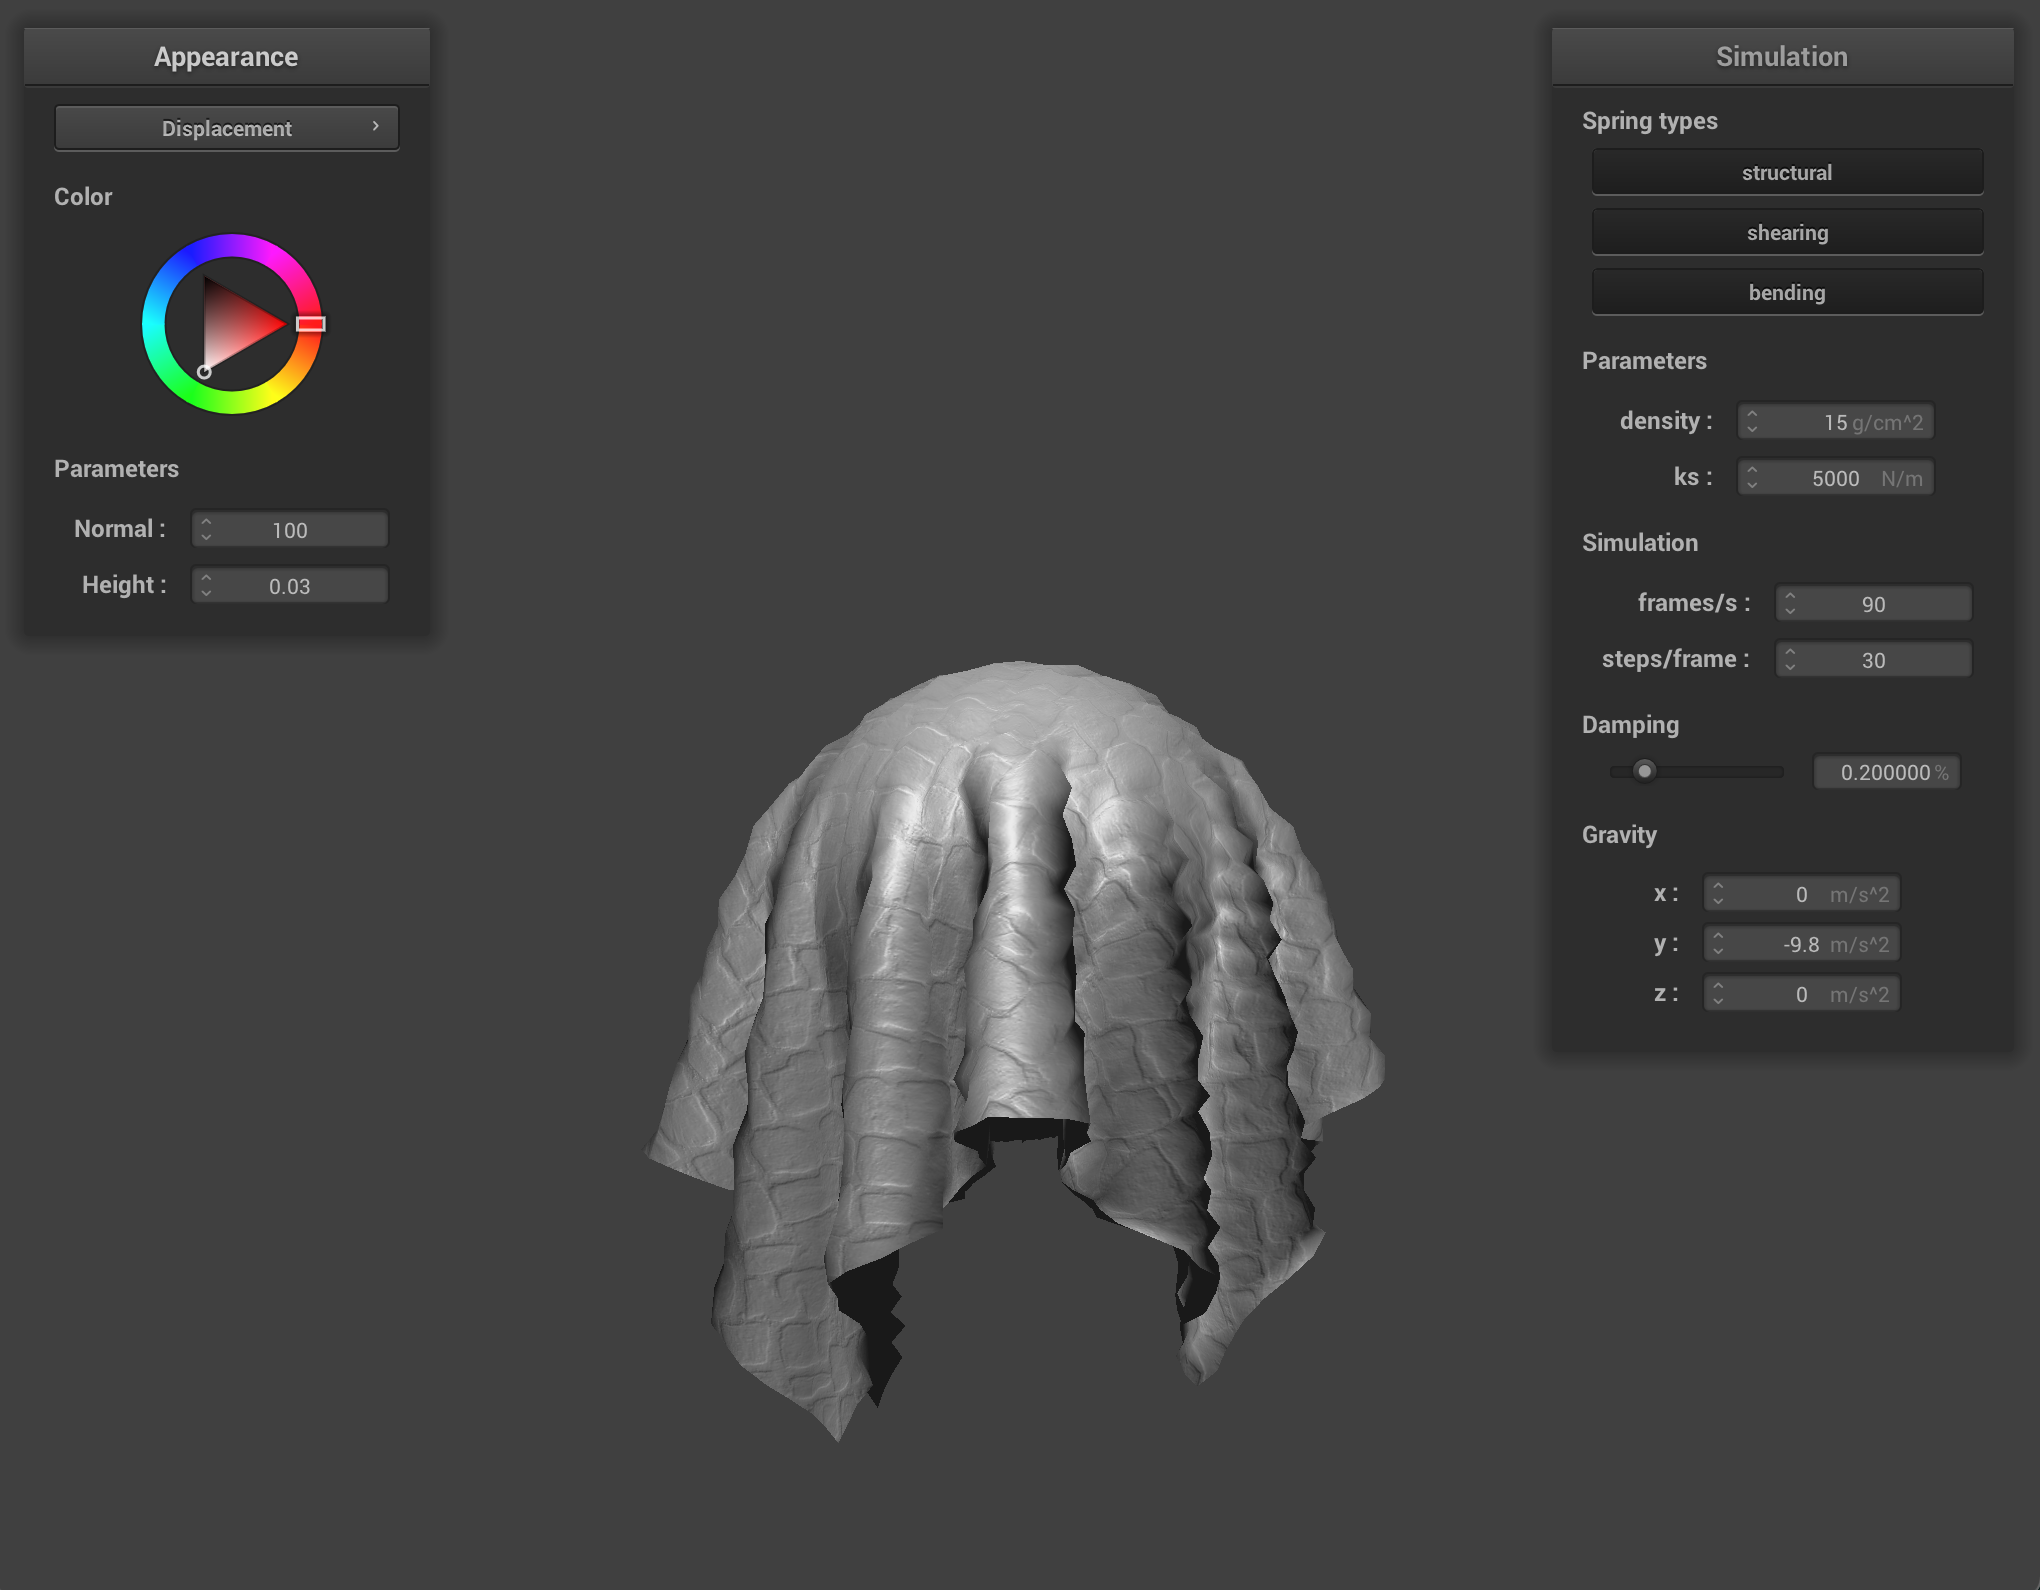 Appearance
Displacement
Color
Parameters
Normal : 100
Height : 0.03
Simulation
Spring types
structural
shearing
bending
Parameters
density : 15 g/cm^2
ks : 5000 N/m
Simulation
frames/s : 90
steps/frame : 30
Damping
0.200000 %
Gravity
x : 0 m/s^2
y : -9.8 m/s^2
z : 0 m/s^2